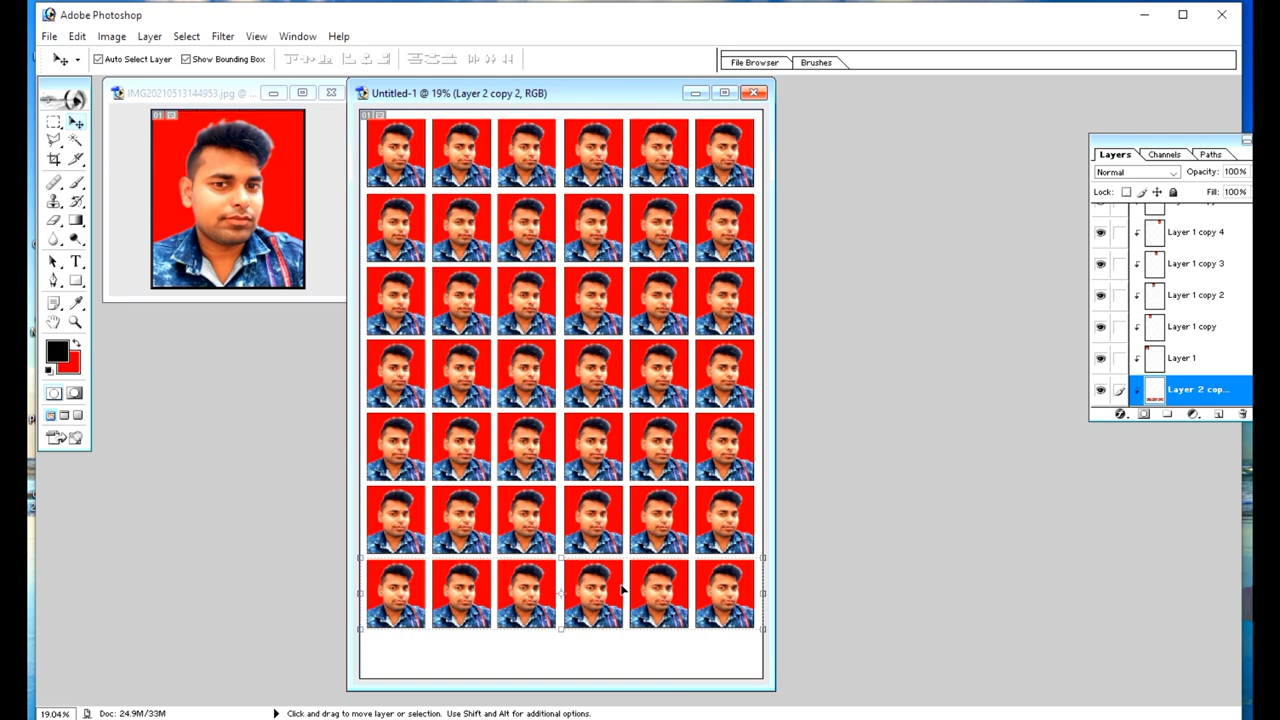 Adobe Photoshop
File Edit Image Layer Select Filter View Window Help
Auto Select Layer Show Bounding Box
File Browser Brushes
IMG20210513144953.jpg @ ...
Untitled-1 @ 19% (Layer 2 copy 2, RGB)
01
01
Layers Channels Paths
Normal Opacity: 100%
Lock: Fill: 100%
Layer 1 copy 4
Layer 1 copy 3
Layer 1 copy 2
Layer 1 copy
Layer 1
Layer 2 cop...
19.04% Doc: 24.9M/33M Click and drag to move layer or selection. Use Shift and Alt for additional options.